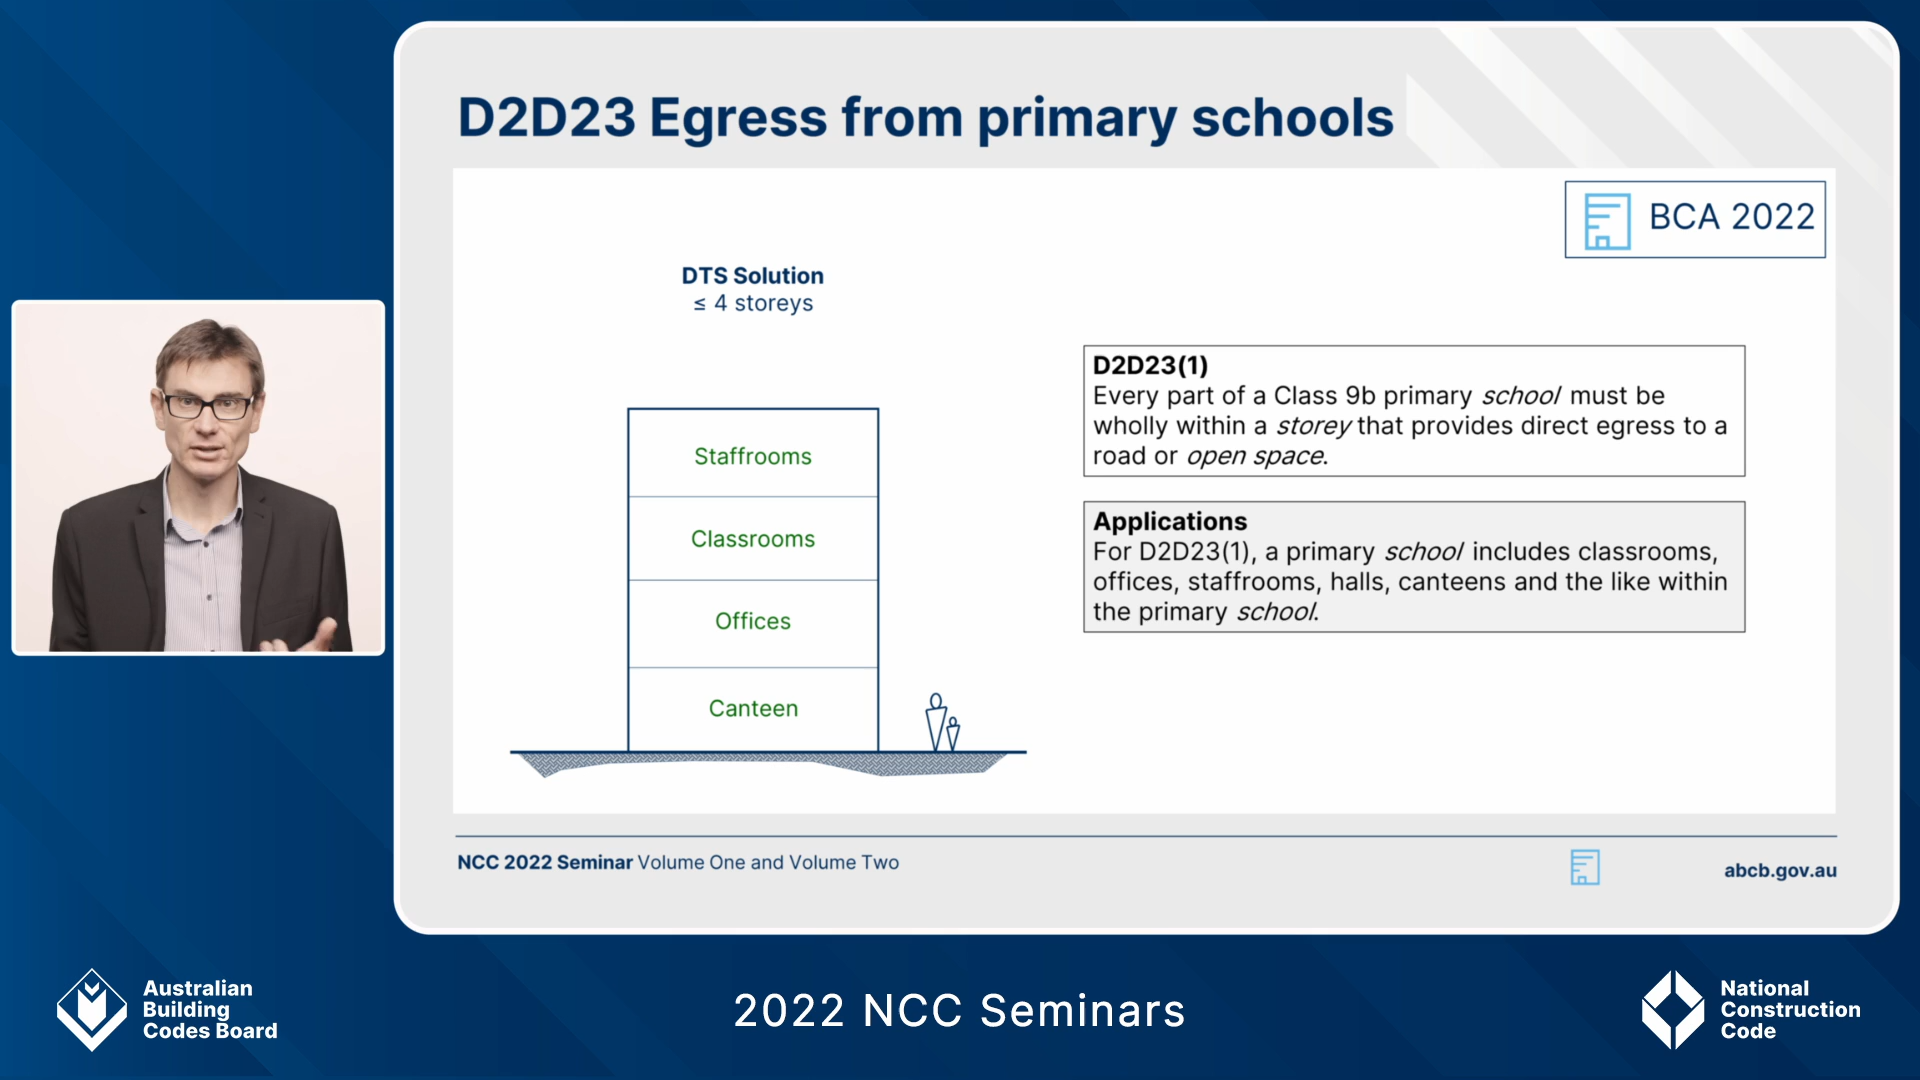 D2D23 Egress from primary schools
BCA 2022
DTS Solution
≤ 4 storeys
Staffrooms
Classrooms
Offices
Canteen
D2D23(1)
Every part of a Class 9b primary school must be
wholly within a storey that provides direct egress to a
road or open space.
Applications
For D2D23(1), a primary school includes classrooms,
offices, staffrooms, halls, canteens and the like within
the primary school.
NCC 2022 Seminar Volume One and Volume Two
abcb.gov.au
Australian
Building
Codes Board
2022 NCC Seminars
National
Construction
Code